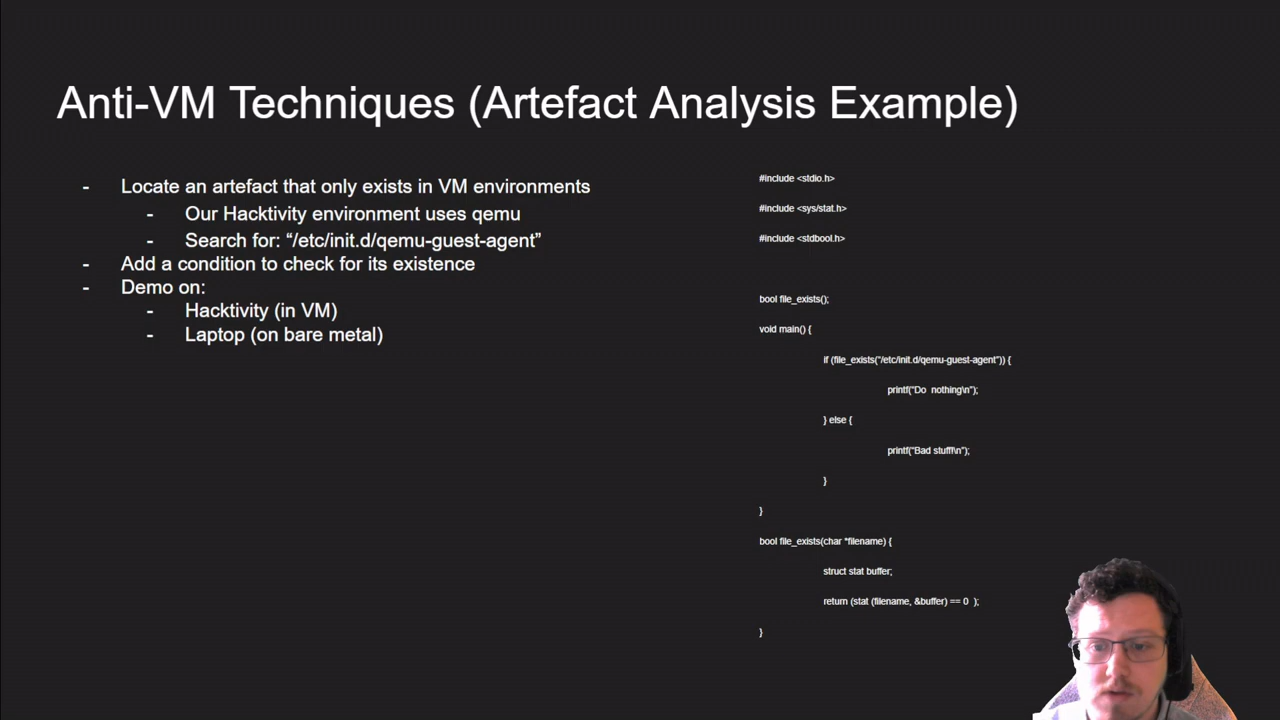 Anti-VM Techniques (Artefact Analysis Example)
- Locate an artefact that only exists in VM environments
- Our Hacktivity environment uses qemu
- Search for: “/etc/init.d/qemu-guest-agent”
- Add a condition to check for its existence
- Demo on:
- Hacktivity (in VM)
- Laptop (on bare metal)
#include <stdio.h>
#include <sys/stat.h>
#include <stdbool.h>
bool file_exists();
void main() {
if (file_exists("/etc/init.d/qemu-guest-agent")) {
printf("Do nothing\n");
} else {
printf("Bad stuff!\n");
}
}
bool file_exists(char *filename) {
struct stat buffer;
return (stat (filename, &buffer) == 0 );
}